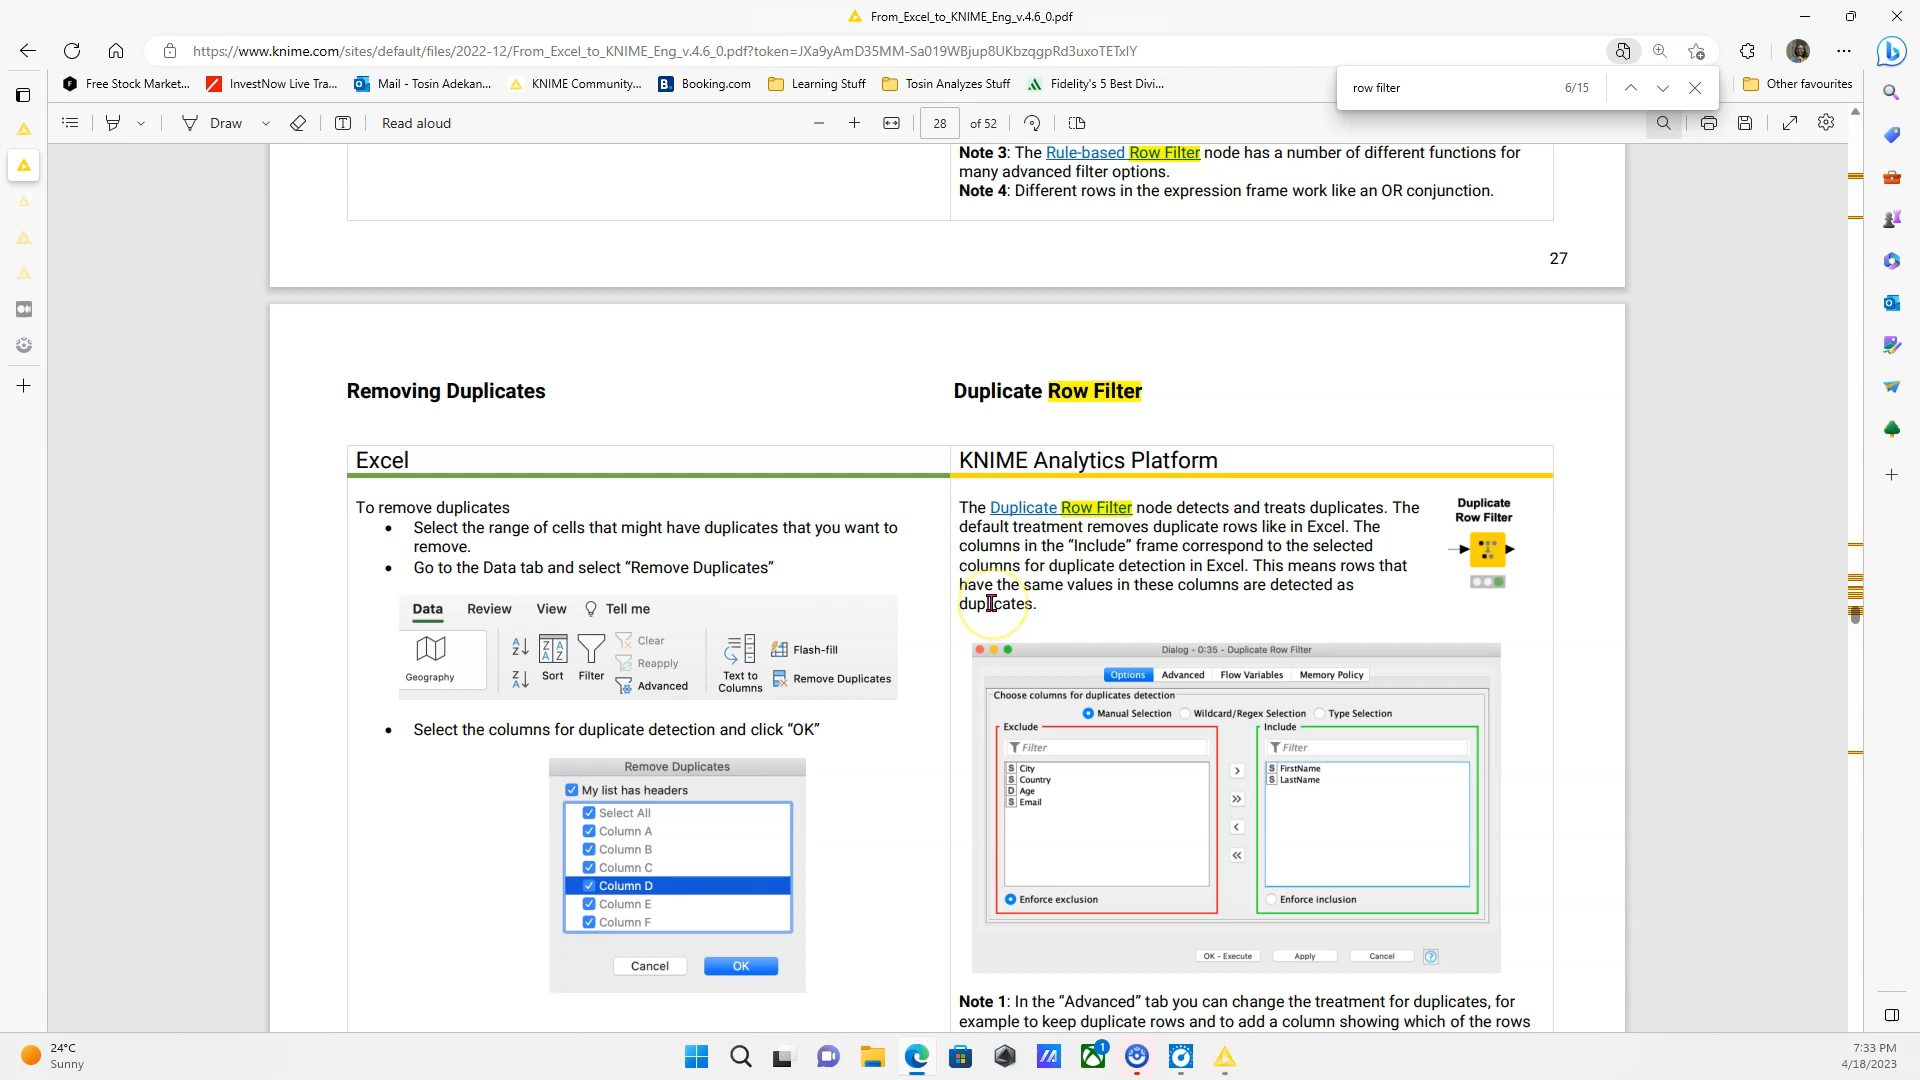 From_Excel_to_KNIME_Eng_v.4.6_0.pdf
https://www.knime.com/sites/default/files/2022-12/From_Excel_to_KNIME_Eng_v.4.6_0.pdf?token=JXa9yAmD35MM-Sa019WBjup8UKbzqgpRd3uxoTETxlY
Free Stock Market... InvestNow Live Tra... Mail - Tosin Adekan... KNIME Community... Booking.com Learning Stuff Tosin Analyzes Stuff Fidelity's 5 Best Divi... Other favourites
row filter 6/15
Draw Read aloud 28 of 52
Note 3: The Rule-based Row Filter node has a number of different functions for
many advanced filter options.
Note 4: Different rows in the expression frame work like an OR conjunction.
27
Removing Duplicates
Duplicate Row Filter
Excel
To remove duplicates
• Select the range of cells that might have duplicates that you want to
remove.
• Go to the Data tab and select “Remove Duplicates”
Data Review View Tell me
Geography
Sort
Filter
Clear
Reapply
Advanced
Text to
Columns
Flash-fill
Remove Duplicates
• Select the columns for duplicate detection and click “OK”
Remove Duplicates
My list has headers
Select All
Column A
Column B
Column C
Column D
Column E
Column F
Cancel OK
KNIME Analytics Platform
The Duplicate Row Filter node detects and treats duplicates. The
default treatment removes duplicate rows like in Excel. The
columns in the “Include” frame correspond to the selected
columns for duplicate detection in Excel. This means rows that
have the same values in these columns are detected as
duplicates.
Duplicate
Row Filter
Dialog - 0:35 - Duplicate Row Filter
Options Advanced Flow Variables Memory Policy
Choose columns for duplicates detection
Manual Selection Wildcard/Regex Selection Type Selection
Exclude
Filter
S City
S Country
D Age
S Email
Enforce exclusion
Include
Filter
S FirstName
S LastName
Enforce inclusion
OK - Execute Apply Cancel ?
Note 1: In the “Advanced” tab you can change the treatment for duplicates, for
example to keep duplicate rows and to add a column showing which of the rows
24°C
Sunny
1
7:33 PM
4/18/2023